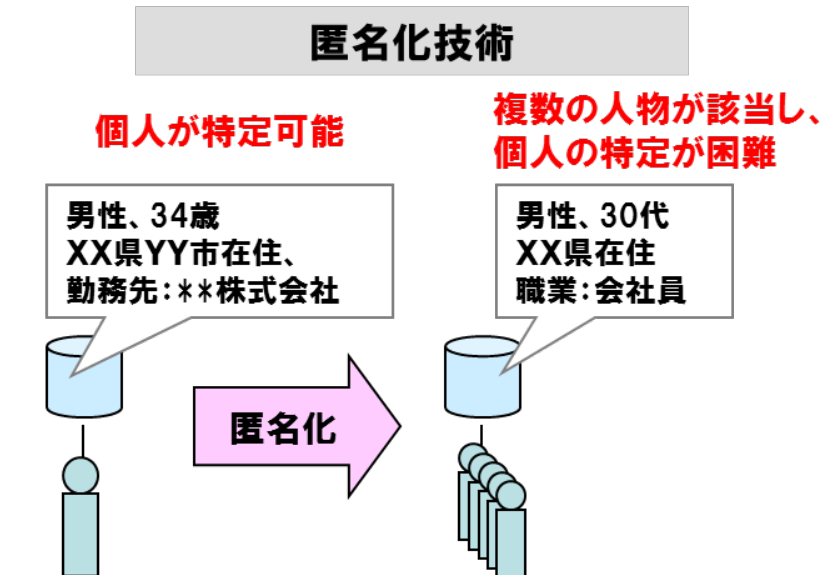 匿名化技術
個人が特定可能
複数の人物が該当し、
個人の特定が困難
男性、34歳
XX県YY市在住、
勤務先:**株式会社
男性、30代
XX県在住
職業:会社員
匿名化